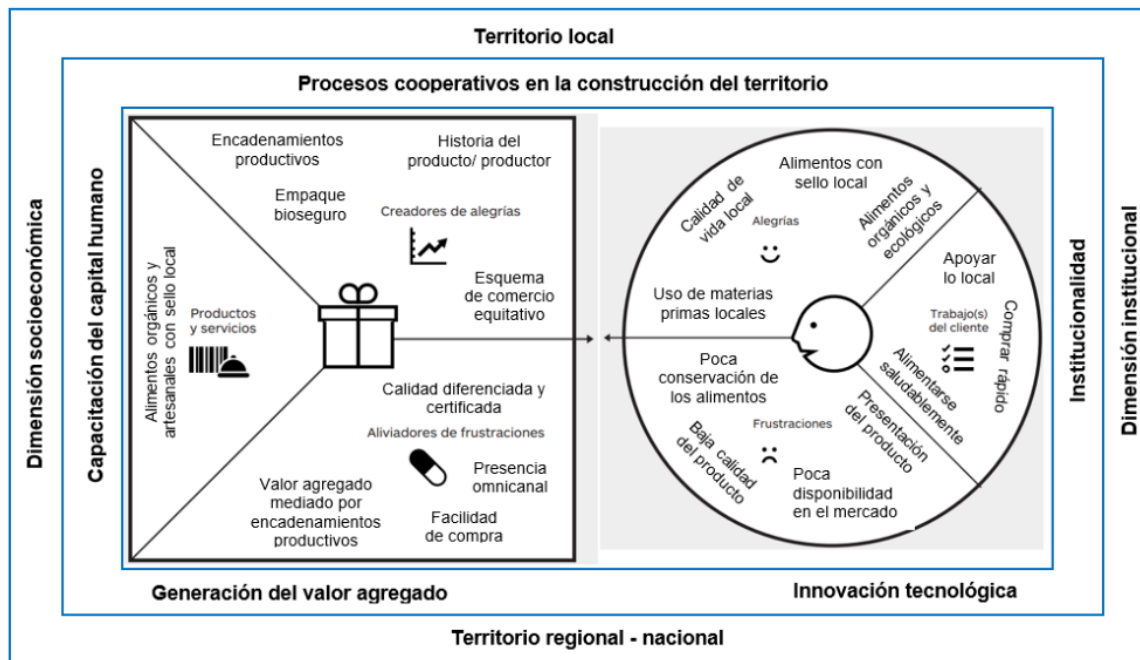 Territorio local
Procesos cooperativos en la construcción del territorio
Dimensión socioeconómica
Capacitación del capital humano
Encadenamientos
productivos
Historia del
producto/ productor
Empaque
bioseguro
Creadores de alegrías
Esquema
de comercio
equitativo
Alimentos orgánicos y
artesanales con sello local
Productos
y servicios
Calidad diferenciada y
certificada
Aliviadores de frustraciones
Presencia
omnicanal
Valor agregado
mediado por
encadenamientos
productivos
Facilidad
de compra
Alimentos con
sello local
Calidad de
vida local
Alegrías
Alimentos
orgánicos y
ecológicos
Uso de materias
primas locales
Apoyar
lo local
Trabajo(s)
del cliente
Comprar rápido
Alimentarse
saludablemente
Poca
conservación de
los alimentos
Frustraciones
Presentación
del producto
Baja calidad
del producto
Poca
disponibilidad
en el mercado
Institucionalidad
Dimensión institucional
Generación del valor agregado
Innovación tecnológica
Territorio regional - nacional